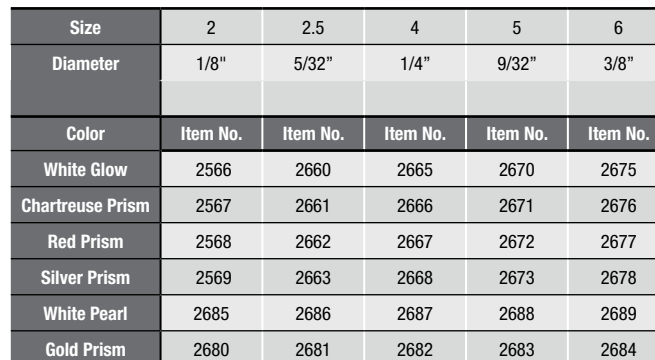 Size 2 2.5 4 5 6
Diameter 1/8" 5/32” 1/4” 9/32” 3/8”
Color Item No. Item No. Item No. Item No. Item No.
White Glow 2566 2660 2665 2670 2675
Chartreuse Prism 2567 2661 2666 2671 2676
Red Prism 2568 2662 2667 2672 2677
Silver Prism 2569 2663 2668 2673 2678
White Pearl 2685 2686 2687 2688 2689
Gold Prism 2680 2681 2682 2683 2684